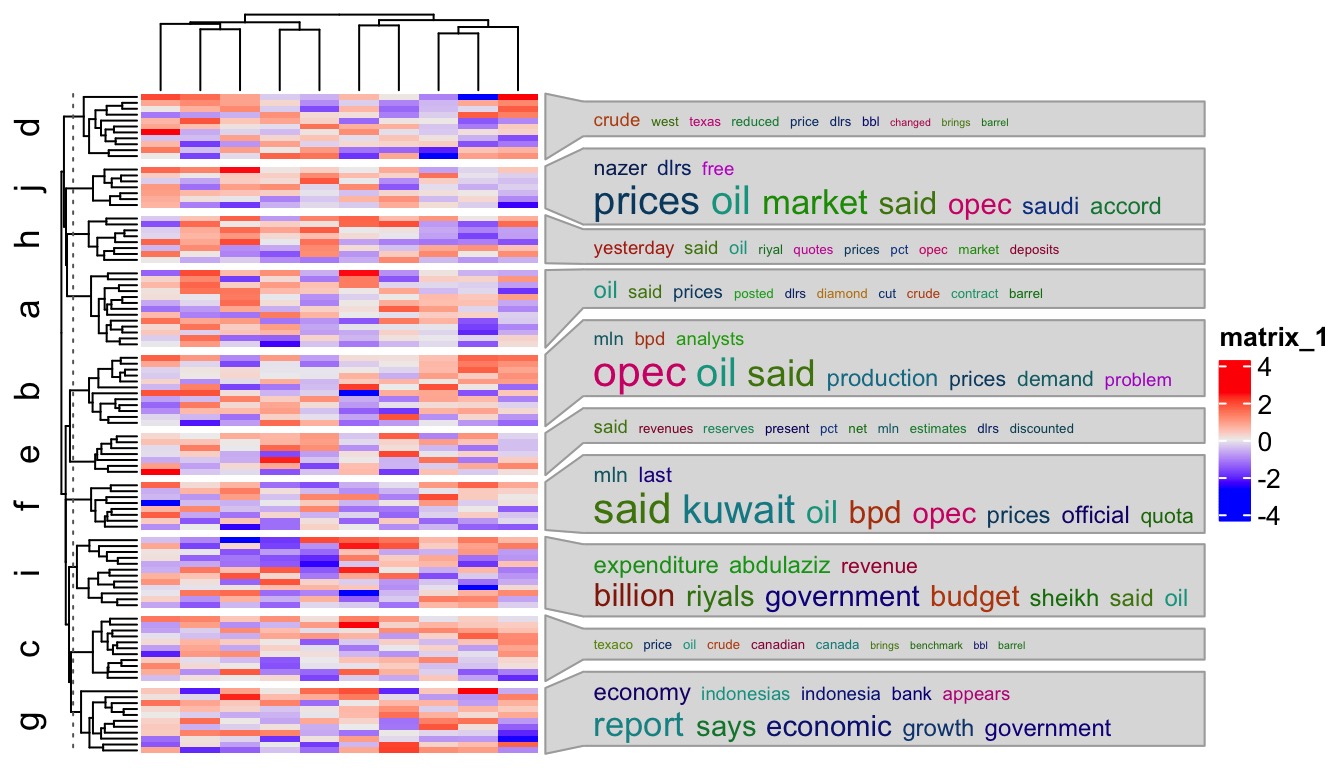 d
crude west texas reduced price dlrs bbl changed brings barrel
j
nazer dlrs free
prices oil market said opec saudi accord
h
yesterday said oil riyal quotes prices pct opec market deposits
a
oil said prices posted dlrs diamond cut crude contract barrel
b
mln bpd analysts
opec oil said production prices demand problem
e
said revenues reserves present pct net mln estimates dlrs discounted
f
mln last
said kuwait oil bpd opec prices official quota
i
expenditure abdulaziz revenue
billion riyals government budget sheikh said oil
c
texaco price oil crude canadian canada brings benchmark bbl barrel
g
economy indonesias indonesia bank appears
report says economic growth government
matrix_1
4
2
0
-2
-4